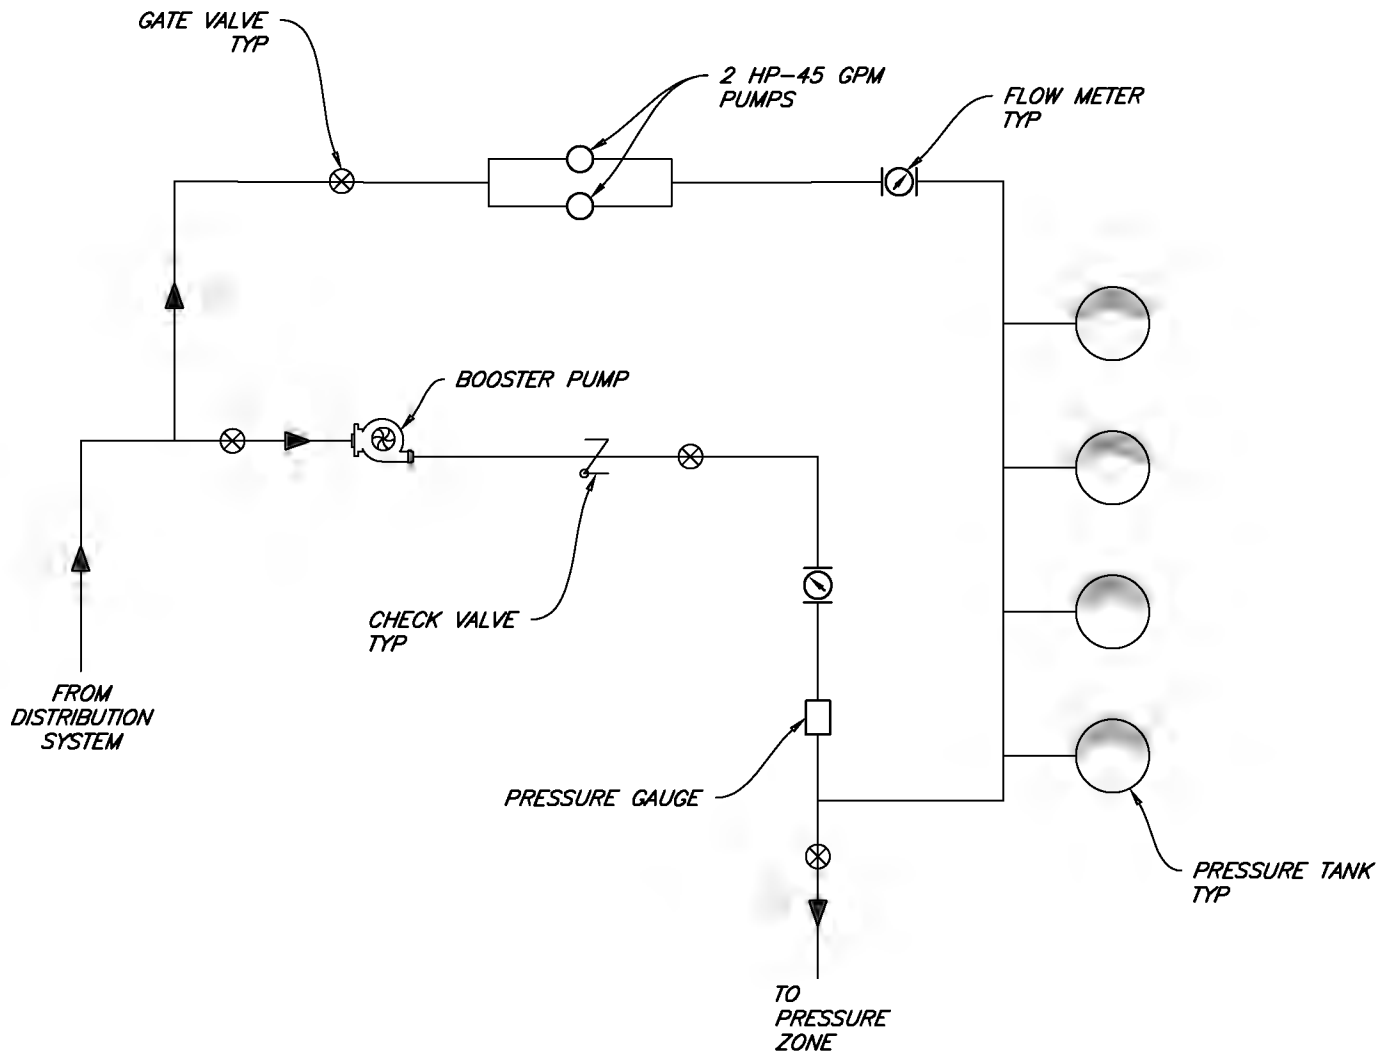 GATE VALVE
TYP
2 HP-45 GPM
PUMPS
FLOW METER
TYP
BOOSTER PUMP
CHECK VALVE
TYP
FROM
DISTRIBUTION
SYSTEM
PRESSURE GAUGE
PRESSURE TANK
TYP
TO
PRESSURE
ZONE